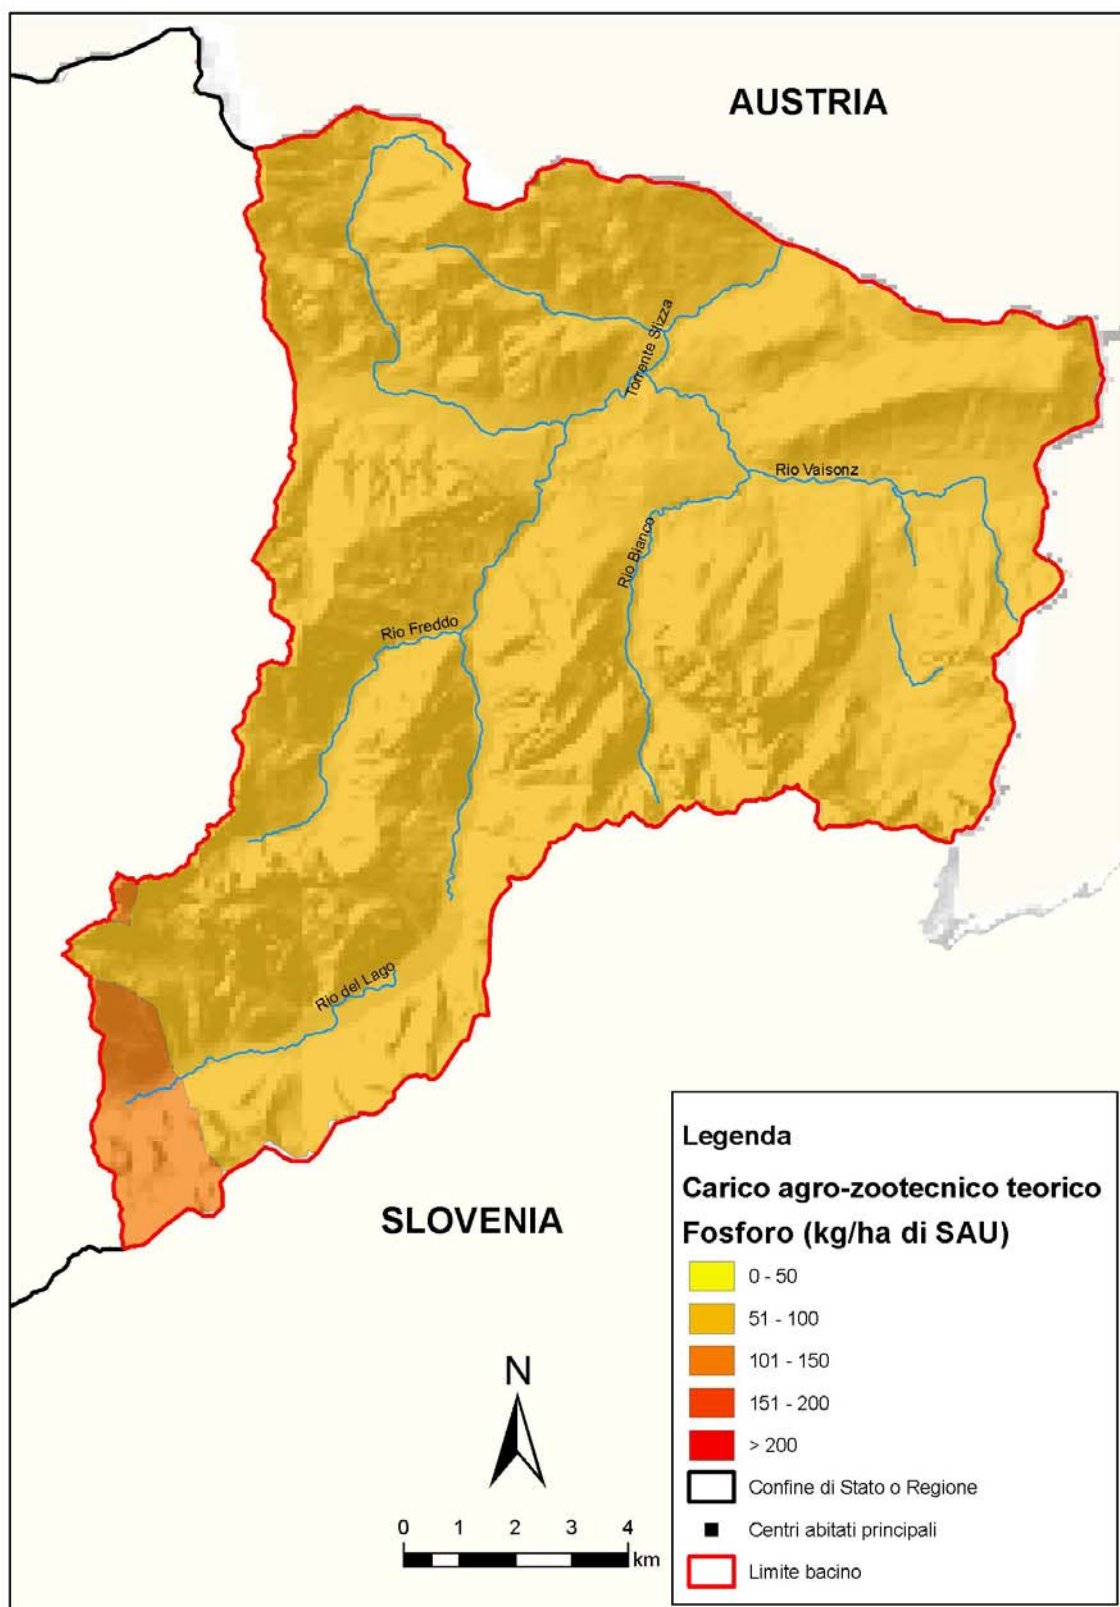 AUSTRIA
Torrente Slizza
Rio Vaisonz
Rio Bianco
Rio Freddo
Rio del Lago
SLOVENIA
Legenda
Carico agro-zootecnico teorico
Fosforo (kg/ha di SAU)
0 - 50
51 - 100
101 - 150
151 - 200
> 200
Confine di Stato o Regione
Centri abitati principali
Limite bacino
N
0 1 2 3 4
km